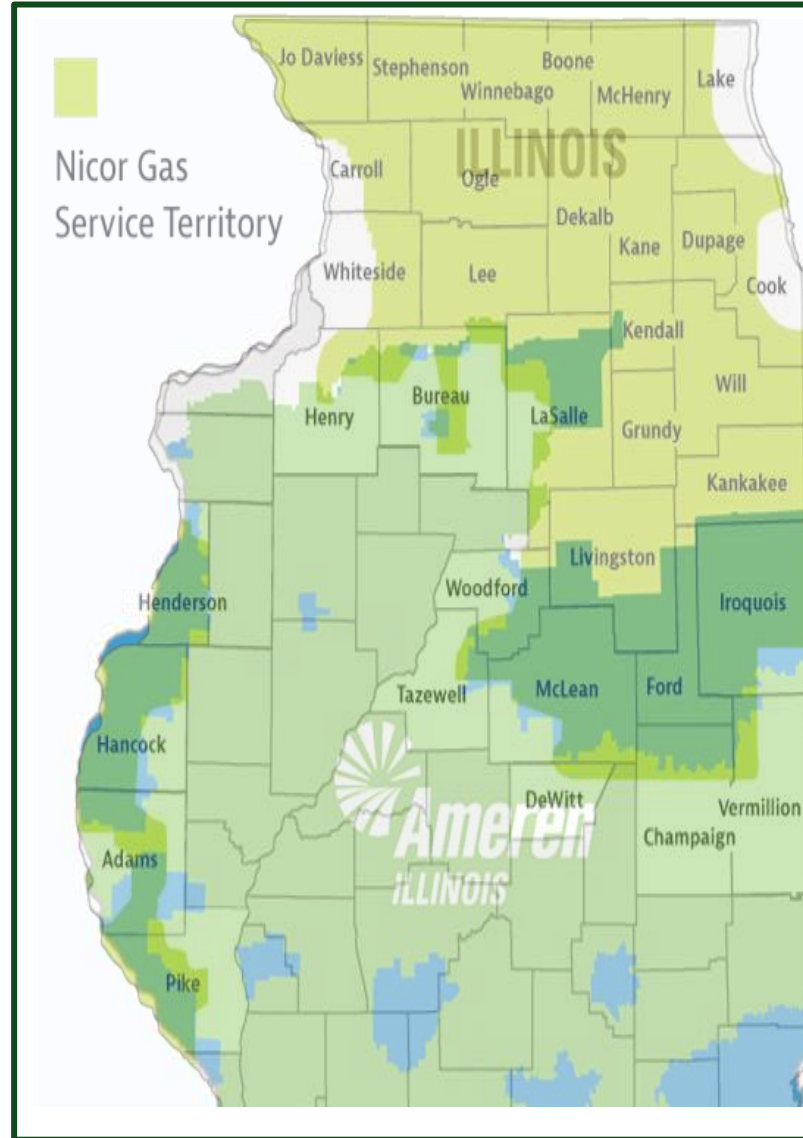 Nicor Gas
Service Territory
ILLINOIS
Jo Daviess
Stephenson
Winnebago
Boone
McHenry
Lake
Carroll
Ogle
Dekalb
Kane
Dupage
Cook
Whiteside
Lee
Kendall
Will
Henry
Bureau
LaSalle
Grundy
Kankakee
Livingston
Woodford
Iroquois
Henderson
Tazewell
McLean
Ford
Hancock
DeWitt
Vermillion
Champaign
Ameren
ILLINOIS
Adams
Pike